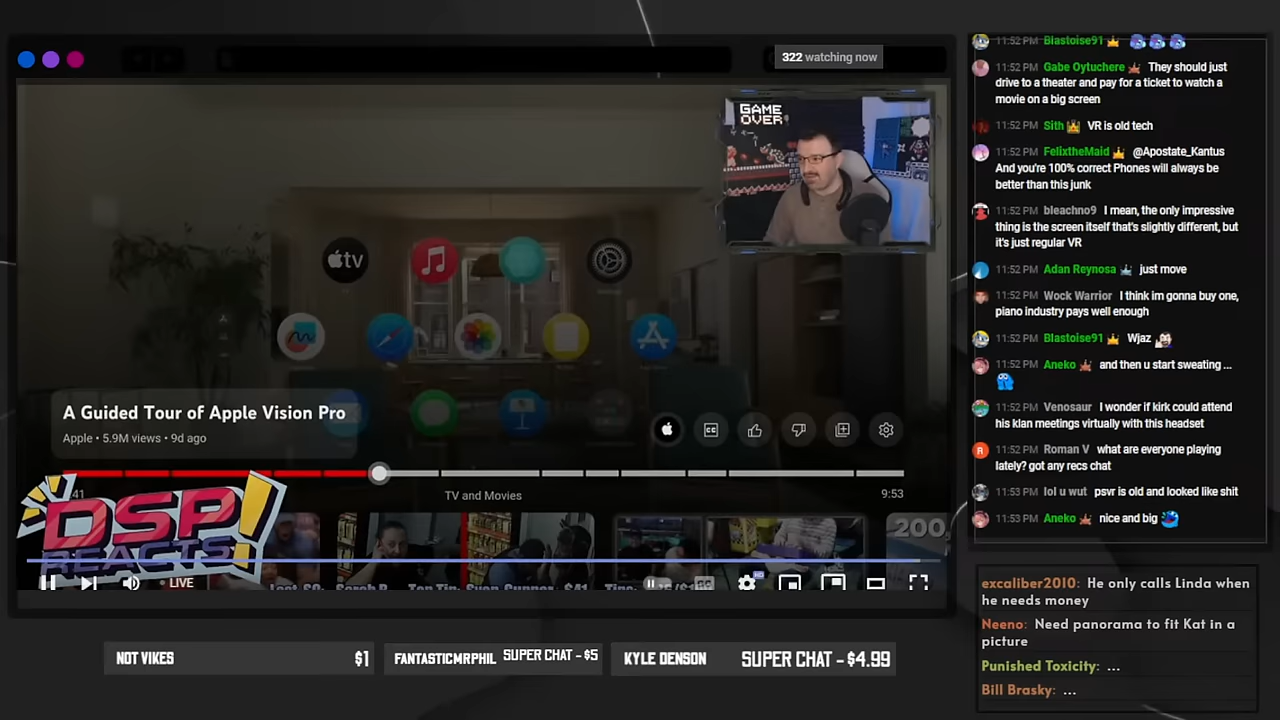 322 watching now
GAME
OVER
tv
A Guided Tour of Apple Vision Pro
Apple • 5.9M views • 9d ago
CC
:41
TV and Movies
9:53
DSP
REACTS!
200
LIVE
HD
NOT VIKES $1
FANTASTICMRPHIL SUPER CHAT - $5
KYLE DENSON SUPER CHAT - $4.99
11:52 PM Blastoise91
11:52 PM Gabe Oytuchere They should just
drive to a theater and pay for a ticket to watch a
movie on a big screen
11:52 PM Sith VR is old tech
11:52 PM FelixtheMaid @Apostate_Kantus
And you're 100% correct Phones will always be
better than this junk
11:52 PM bleachno9 I mean, the only impressive
thing is the screen itself that's slightly different, but
it's just regular VR
11:52 PM Adan Reynosa just move
11:52 PM Wock Warrior I think im gonna buy one,
piano industry pays well enough
11:52 PM Blastoise91 Wjaz
11:52 PM Aneko and then u start sweating ...
11:52 PM Venosaur I wonder if kirk could attend
his klan meetings virtually with this headset
11:52 PM Roman V what are everyone playing
lately? got any recs chat
11:53 PM lol u wut psvr is old and looked like shit
11:53 PM Aneko nice and big
excaliber2010: He only calls Linda when
he needs money
Neeno: Need panorama to fit Kat in a
picture
Punished Toxicity: ...
Bill Brasky: ...